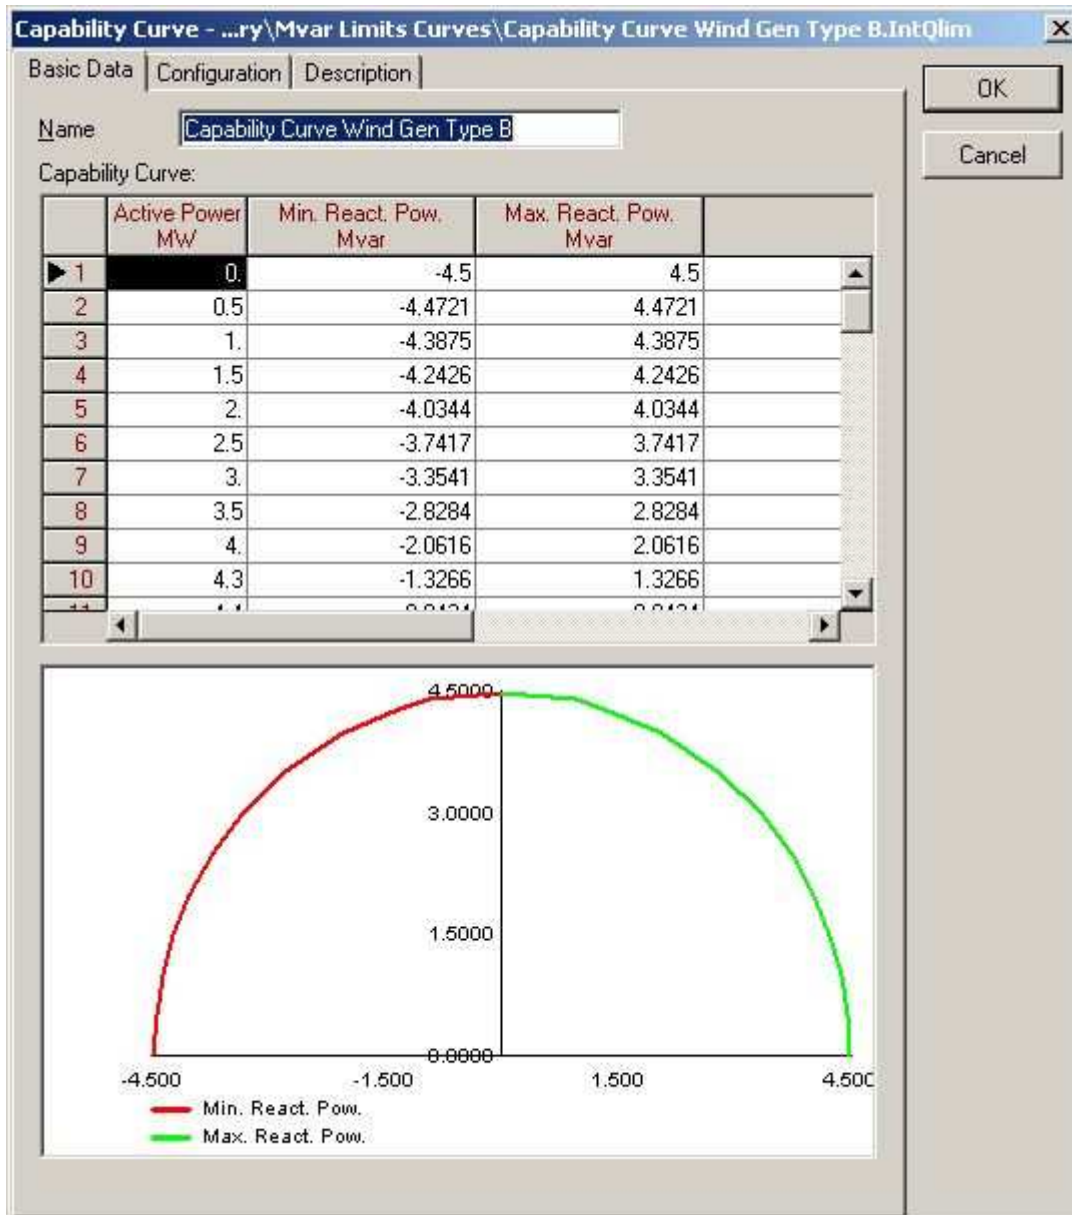 Capability Curve - ...ry\Mvar Limits Curves\Capability Curve Wind Gen Type B.IntQlim
Basic Data Configuration Description
OK
Name Capability Curve Wind Gen Type B
Cancel
Capability Curve:
Active Power Min. React. Pow. Max. React. Pow.
MW Mvar Mvar
1 0. -4.5 4.5
2 0.5 -4.4721 4.4721
3 1. -4.3875 4.3875
4 1.5 -4.2426 4.2426
5 2. -4.0344 4.0344
6 2.5 -3.7417 3.7417
7 3. -3.3541 3.3541
8 3.5 -2.8284 2.8284
9 4. -2.0616 2.0616
10 4.3 -1.3266 1.3266
4.5000
3.0000
1.5000
0.0000
-4.500 -1.500 1.500 4.500
Min. React. Pow.
Max. React. Pow.